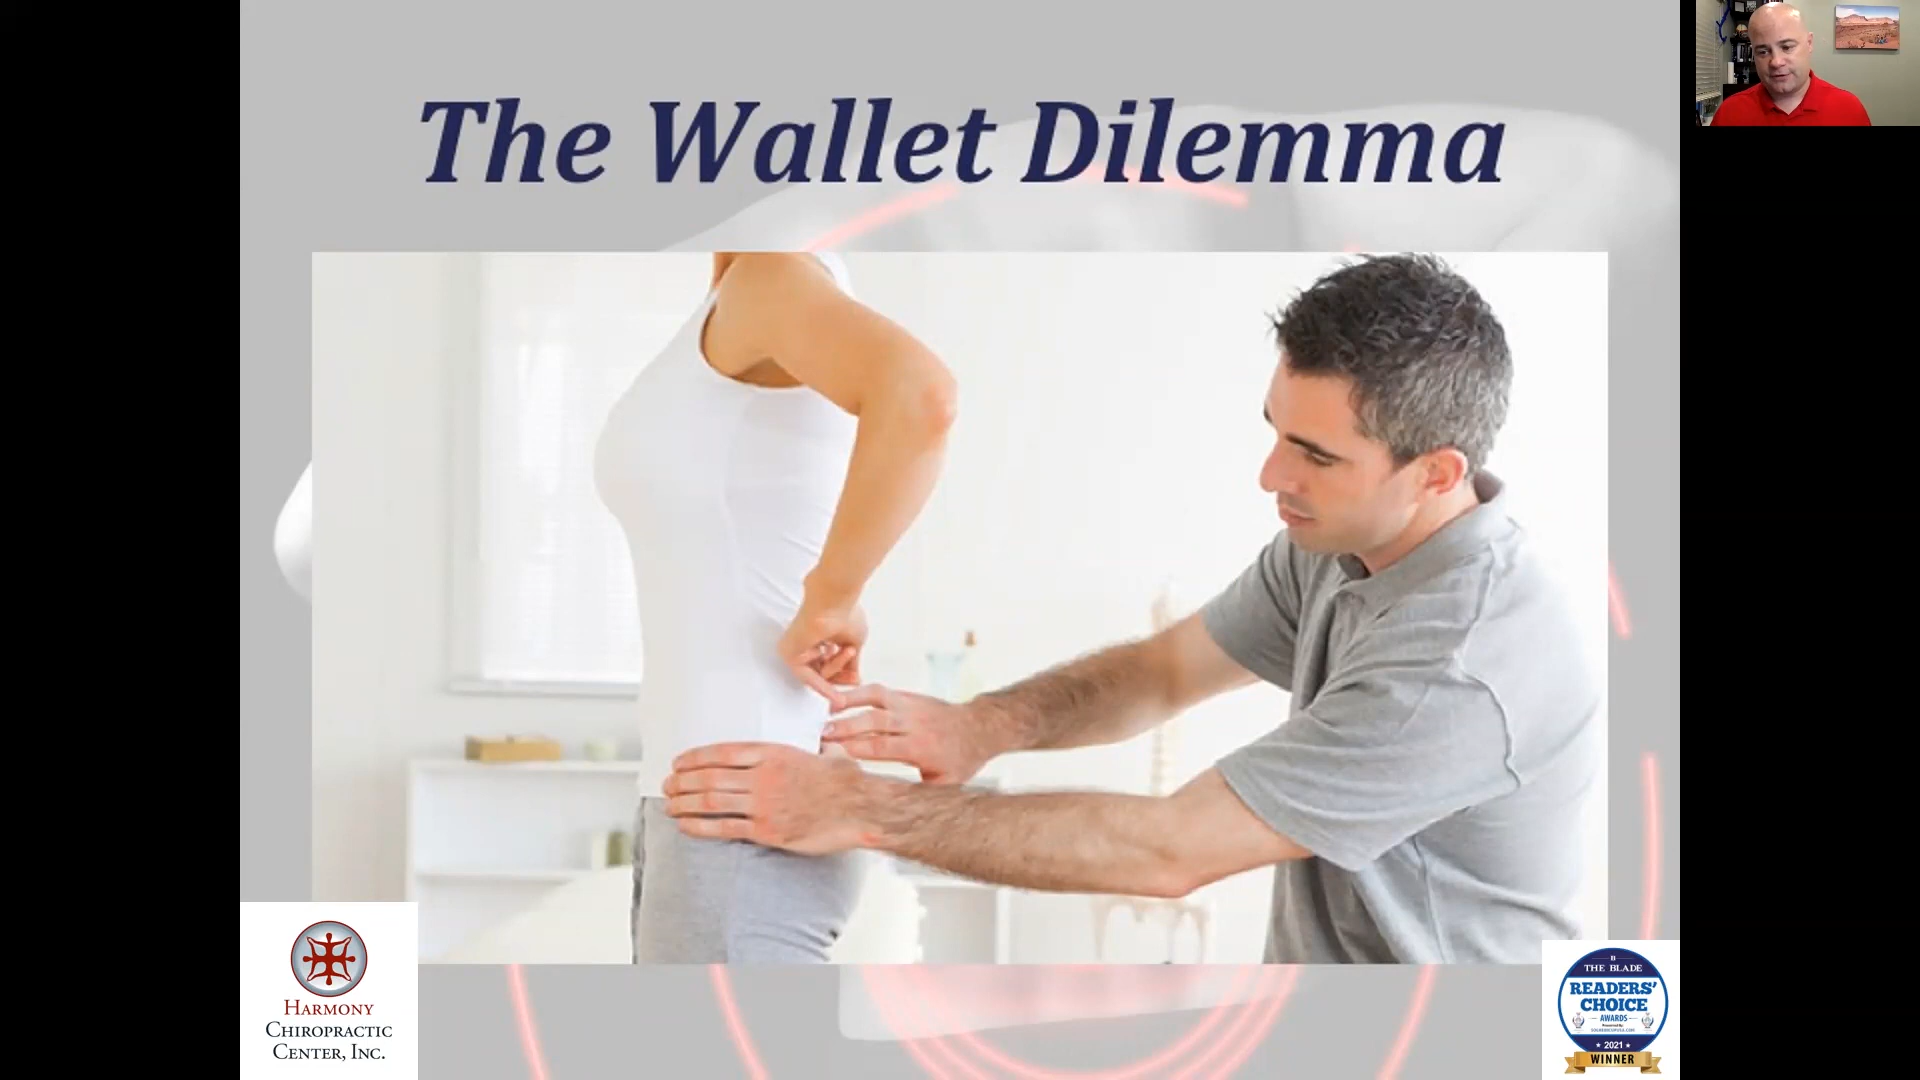 The Wallet Dilemma
HARMONY
CHIROPRACTIC
CENTER, INC.
B
THE BLADE
READERS'
CHOICE
AWARDS
★ 2021 ★
WINNER